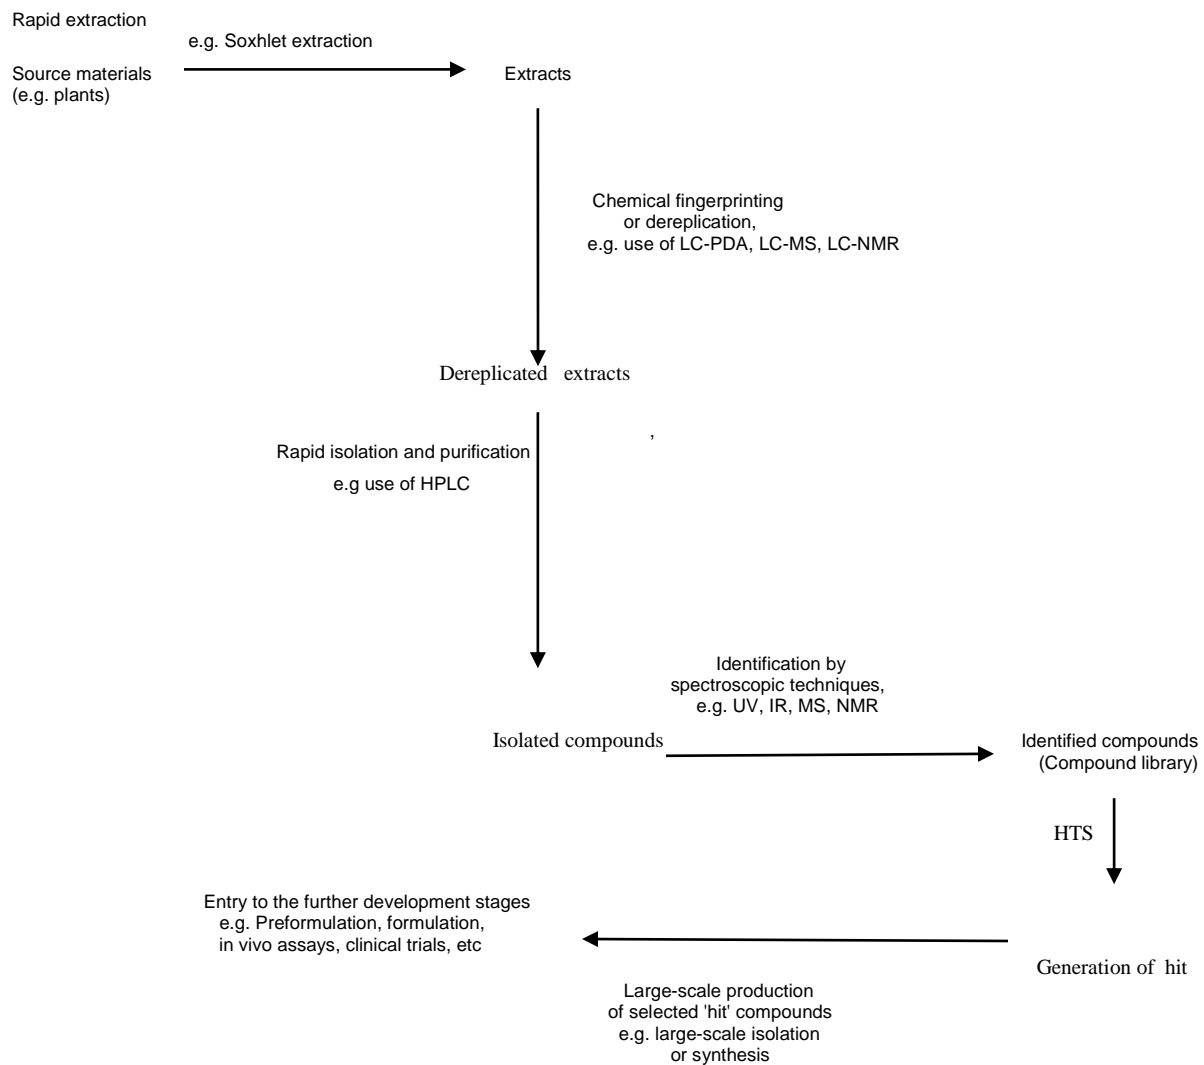 Rapid extraction
e.g. Soxhlet extraction
Source materials
(e.g. plants)
Extracts
Chemical fingerprinting
or dereplication,
e.g. use of LC-PDA, LC-MS, LC-NMR
Dereplicated extracts
,
Rapid isolation and purification
e.g use of HPLC
Identification by
spectroscopic techniques,
e.g. UV, IR, MS, NMR
Isolated compounds
Identified compounds
(Compound library)
HTS
Entry to the further development stages
e.g. Preformulation, formulation,
in vivo assays, clinical trials, etc
Generation of hit
Large-scale production
of selected 'hit' compounds
e.g. large-scale isolation
or synthesis